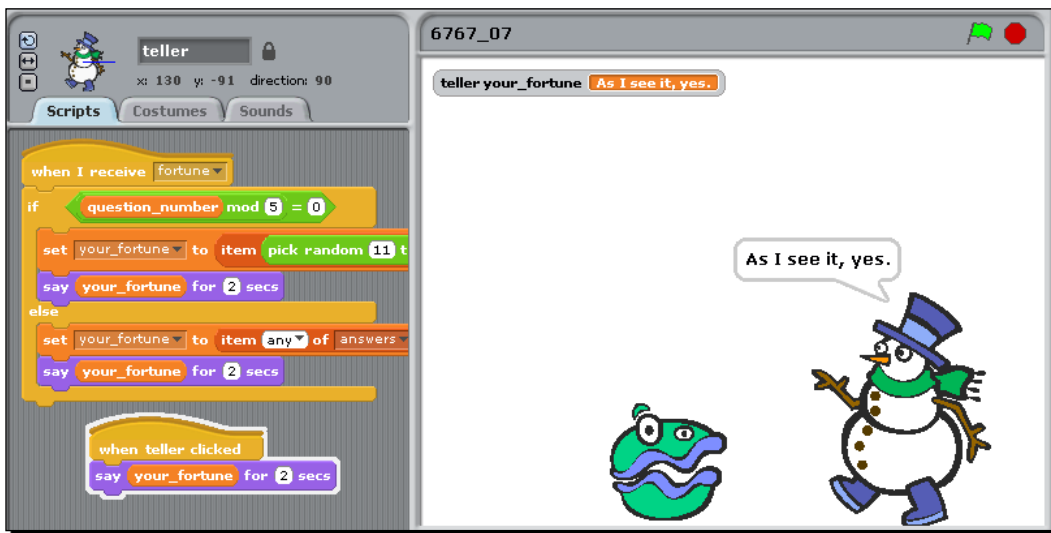 teller
x: 130 y: -91 direction: 90
Scripts Costumes Sounds
when I receive fortune
if question_number mod 5 = 0
set your_fortune to item pick random 11 t
say your_fortune for 2 secs
else
set your_fortune to item any of answers
say your_fortune for 2 secs
when teller clicked
say your_fortune for 2 secs
6767_07
teller your_fortune As I see it, yes.
As I see it, yes.